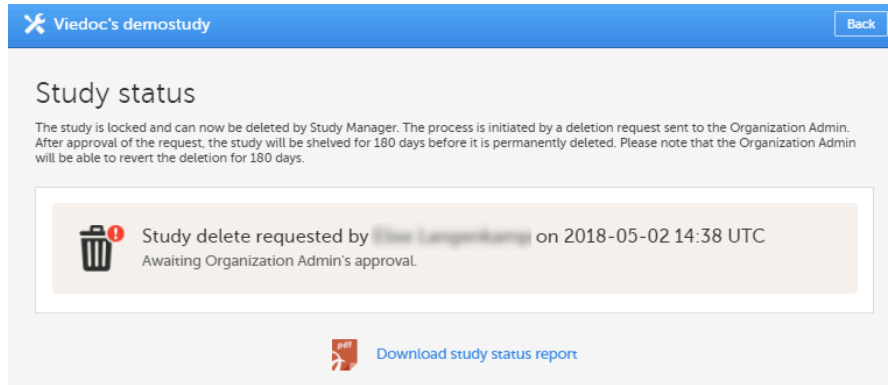 Viedoc's demostudy
Back
Study status
The study is locked and can now be deleted by Study Manager. The process is initiated by a deletion request sent to the Organization Admin.
After approval of the request, the study will be shelved for 180 days before it is permanently deleted. Please note that the Organization Admin
will be able to revert the deletion for 180 days.
Study delete requested by on 2018-05-02 14:38 UTC
Awaiting Organization Admin's approval.
pdf
Download study status report